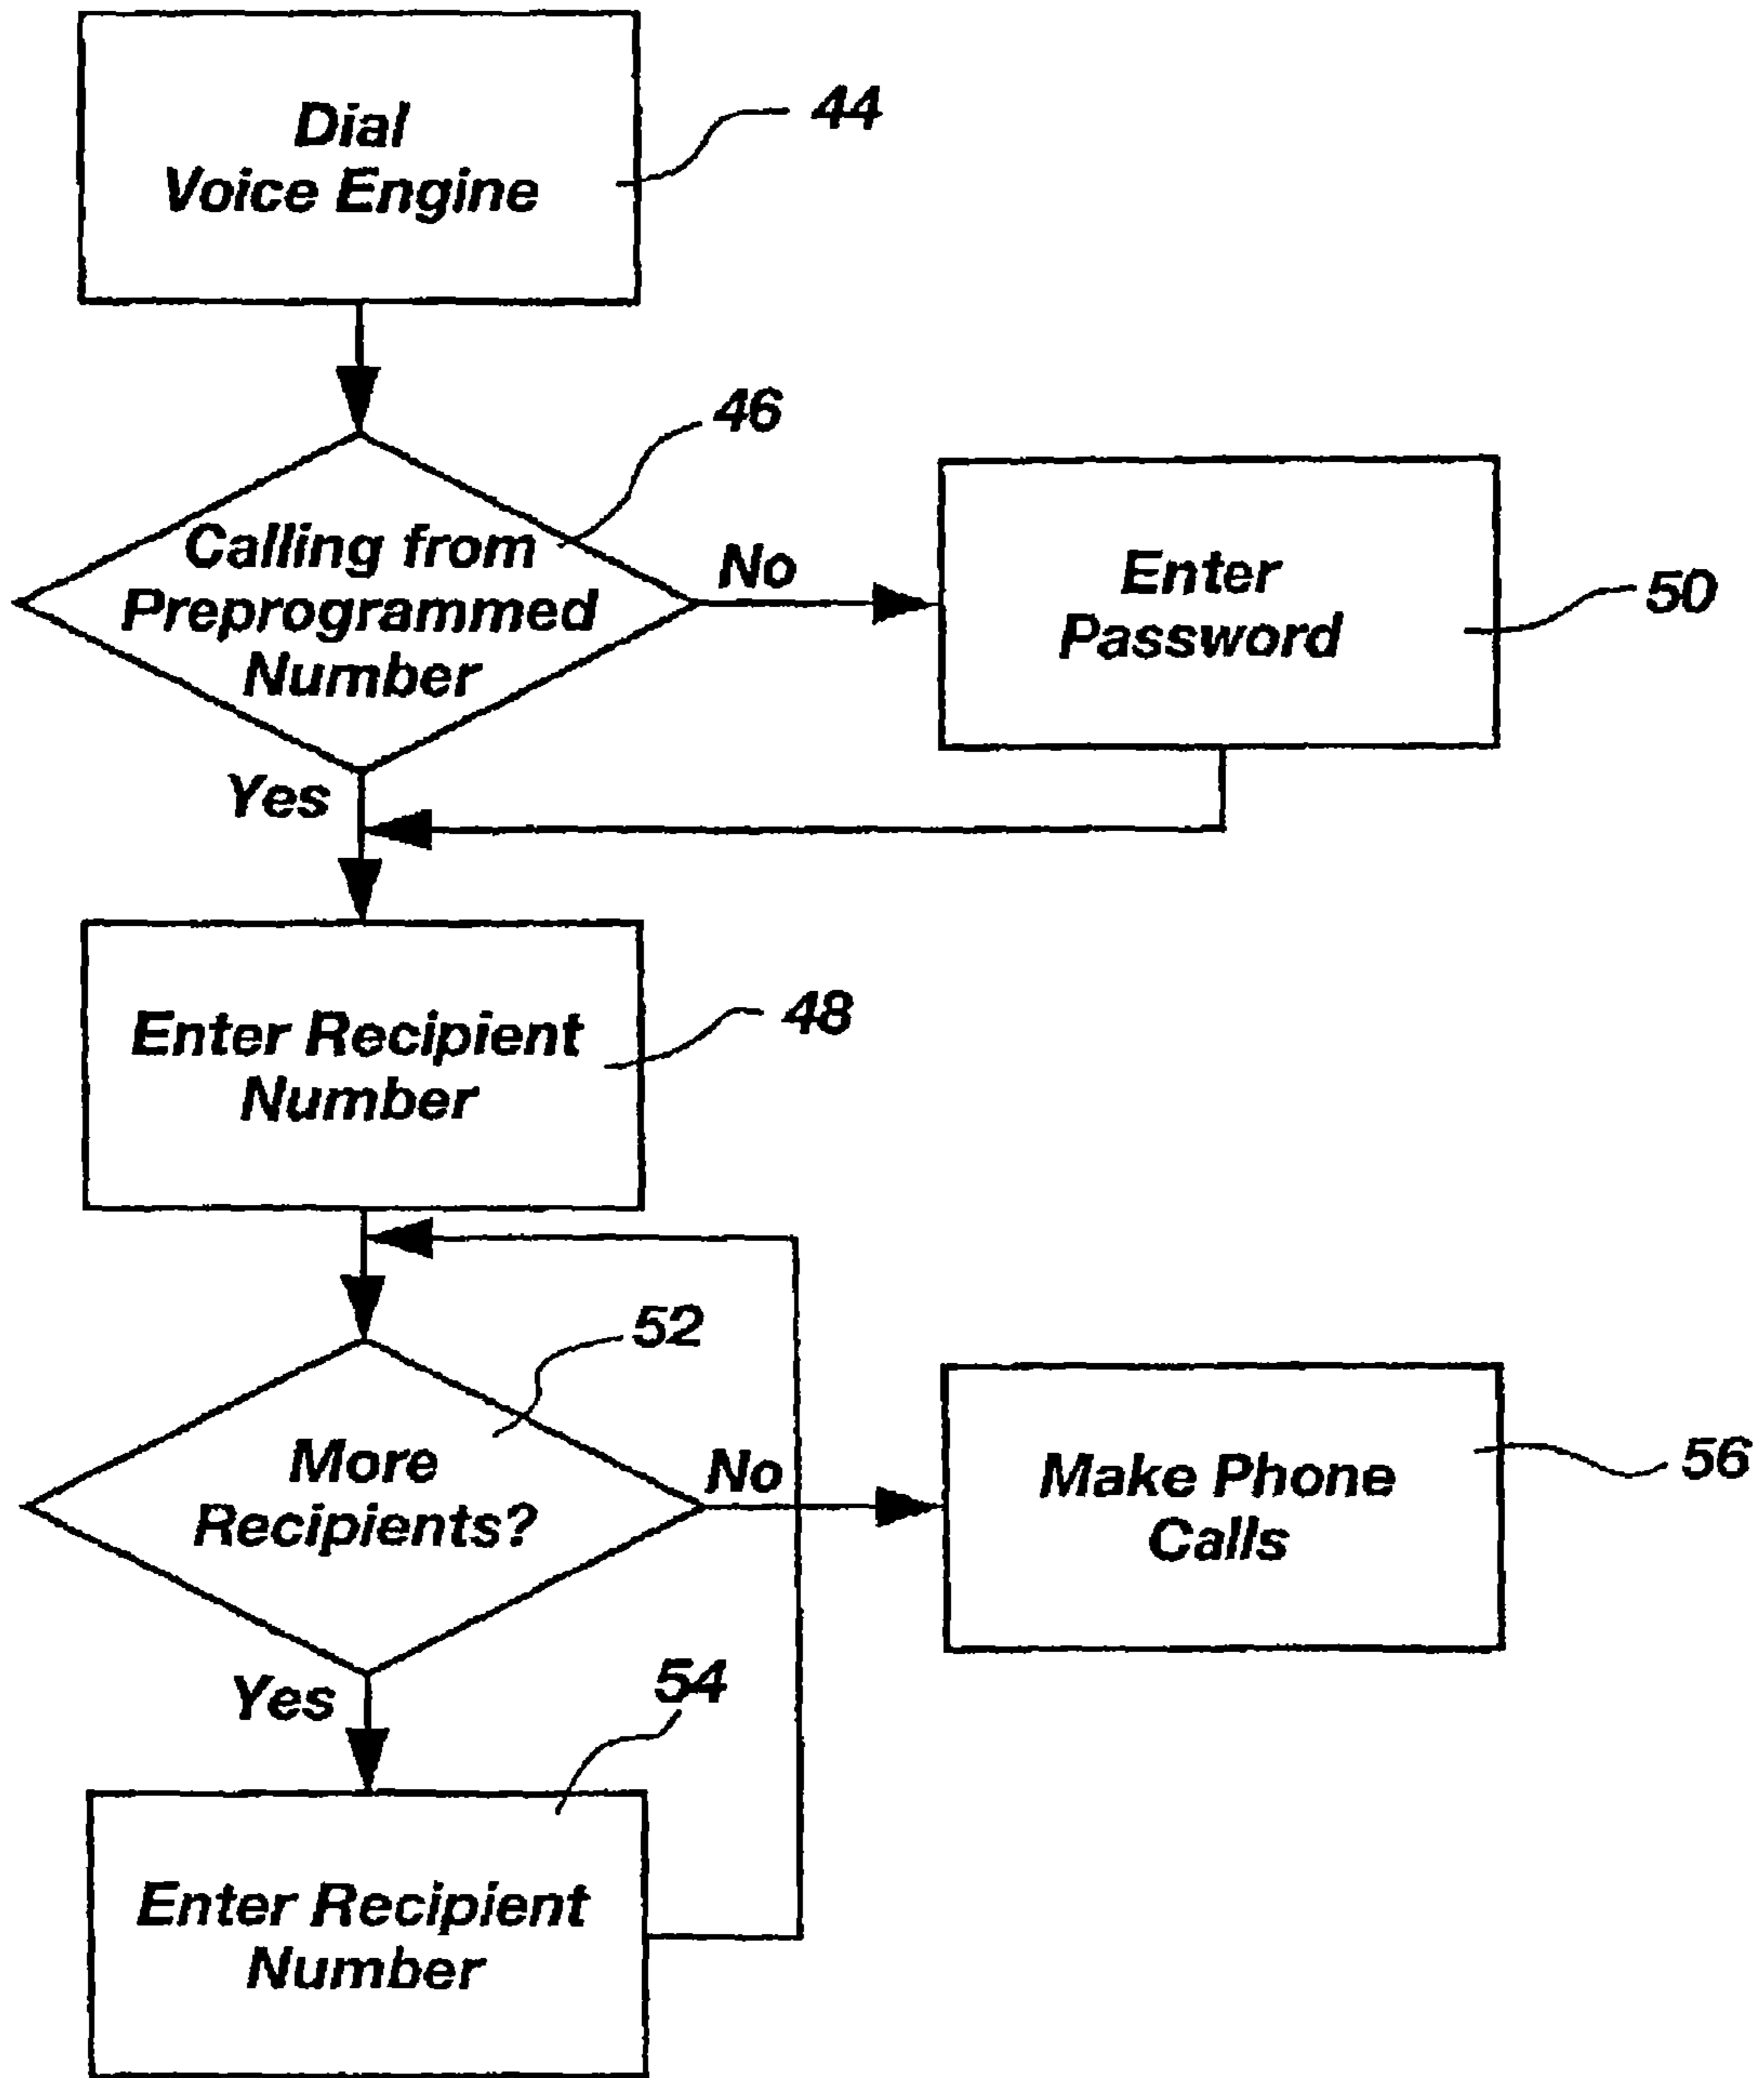 Dial
Voice Engine
44
46
Calling from
Preprogrammed
Number
No
Enter
Password
50
Yes
Enter Recipient
Number
48
52
More
Recipients?
No
Make Phone
Calls
56
Yes
54
Enter Recipient
Number